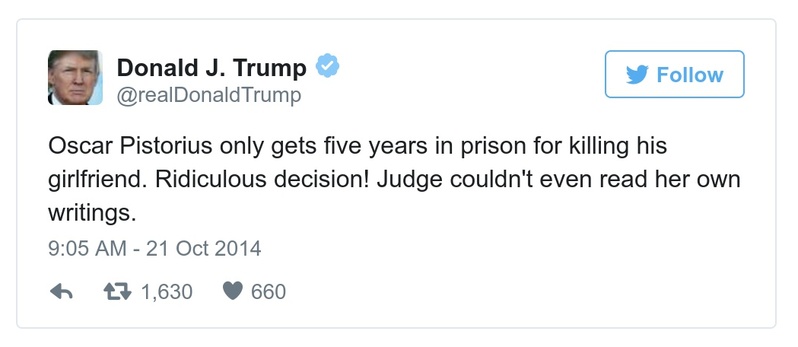 Donald J. Trump
@realDonaldTrump
Follow
Oscar Pistorius only gets five years in prison for killing his
girlfriend. Ridiculous decision! Judge couldn't even read her own
writings.
9:05 AM - 21 Oct 2014
1,630 660